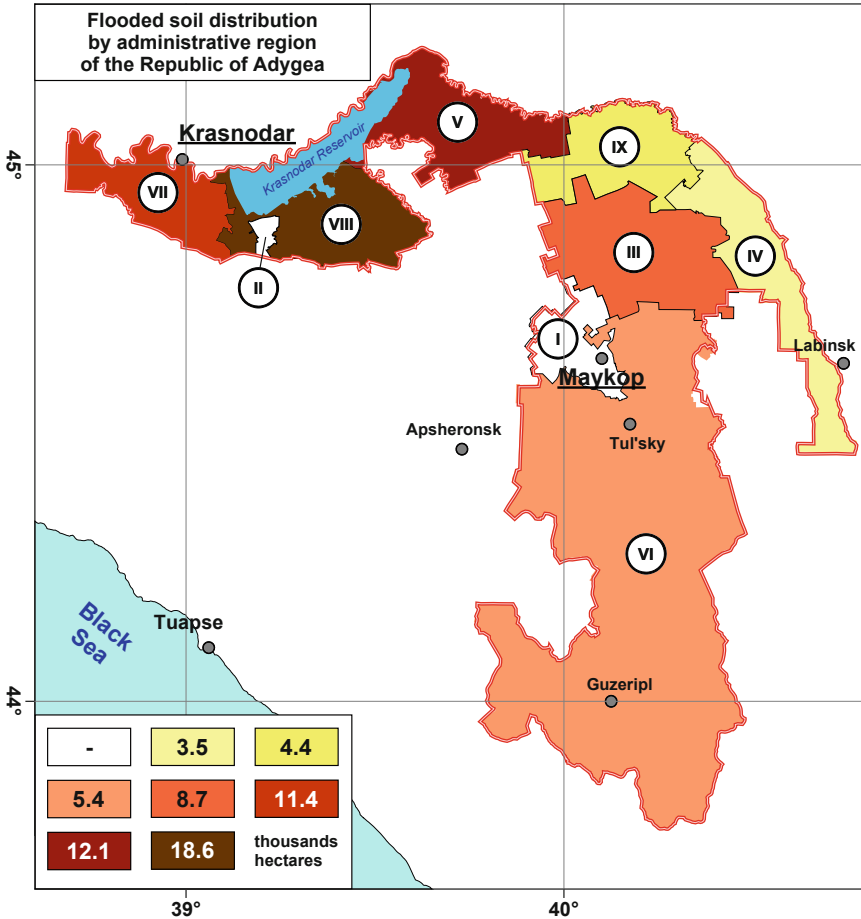 Flooded soil distribution
by administrative region
of the Republic of Adygea
Krasnodar
Krasnodar Reservoir
V
IX
45°
VII
VIII
III
IV
II
I
Labinsk
Maykop
Apsheronsk
Tul'sky
VI
Black
Sea
Tuapse
Guzeripl
44°
-
3.5
4.4
5.4
8.7
11.4
12.1
18.6
thousands
hectares
39°
40°